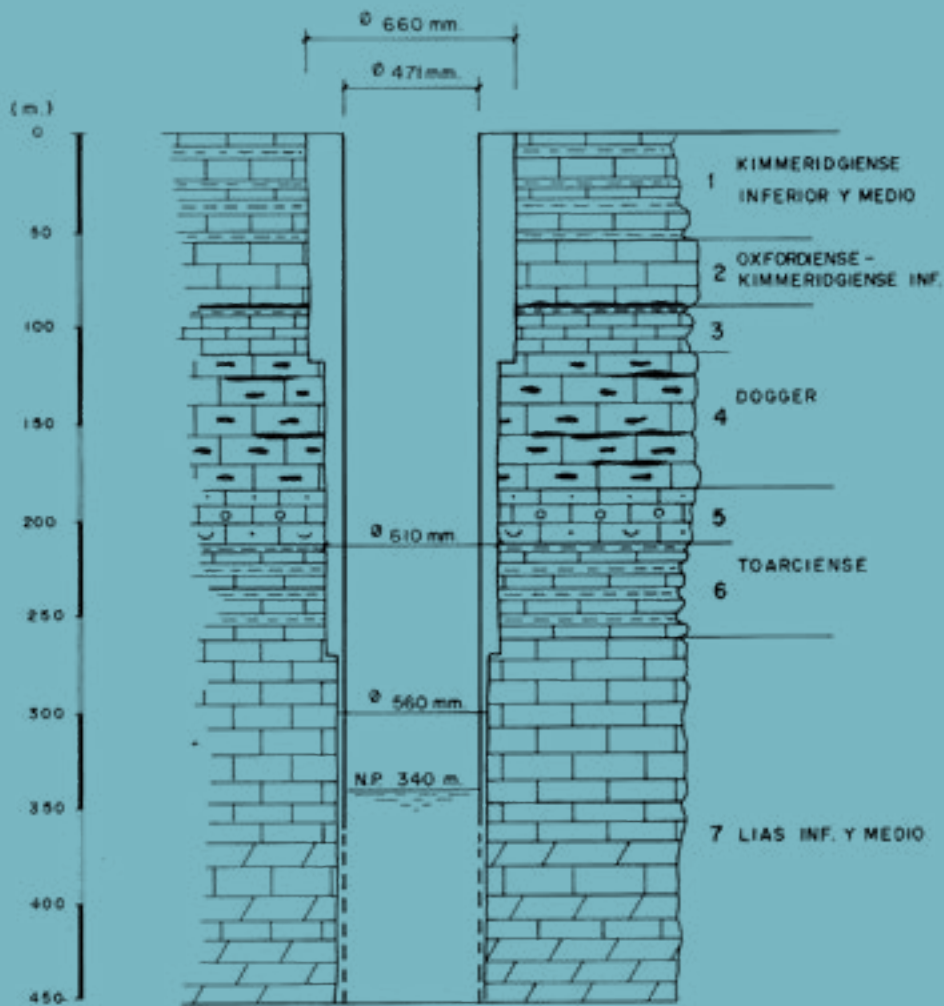 Ø 660 mm.
Ø 471 mm.
(m.)
0
1 KIMMERIDGIENSE
INFERIOR Y MEDIO
50
2 OXFORDIENSE-
KIMMERIDGIENSE INF.
100
3
4 DOGGER
150
200
5
Ø 610 mm.
TOARCIENSE
6
250
Ø 560 mm.
300
N.P. 340 m.
350
7 LIAS INF. Y MEDIO
400
450